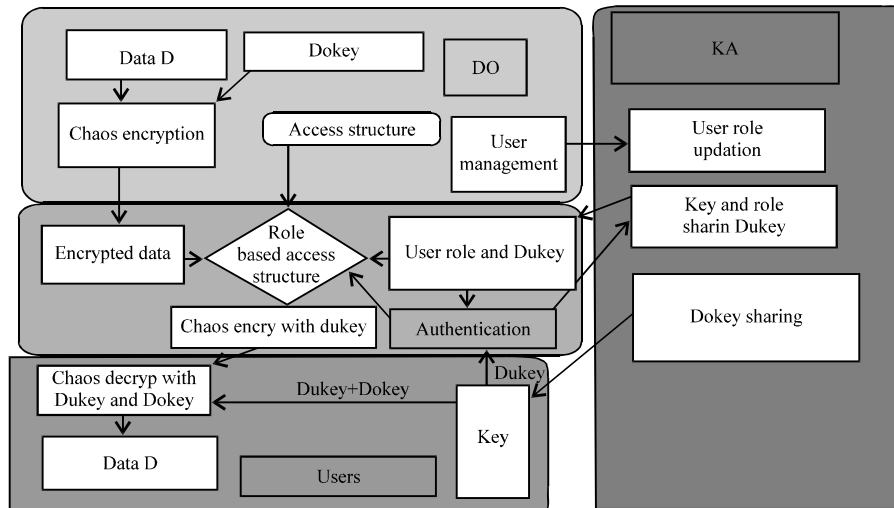 Data D
Dokey
DO
KA
Chaos encryption
Access structure
User
management
User role
updation
Key and role
sharin Dukey
Encrypted data
Role
based access
structure
User role and Dukey
Chaos encry with dukey
Authentication
Dokey sharing
Chaos decryp with
Dukey and Dokey
Dukey+Dokey
Dukey
Key
Data D
Users